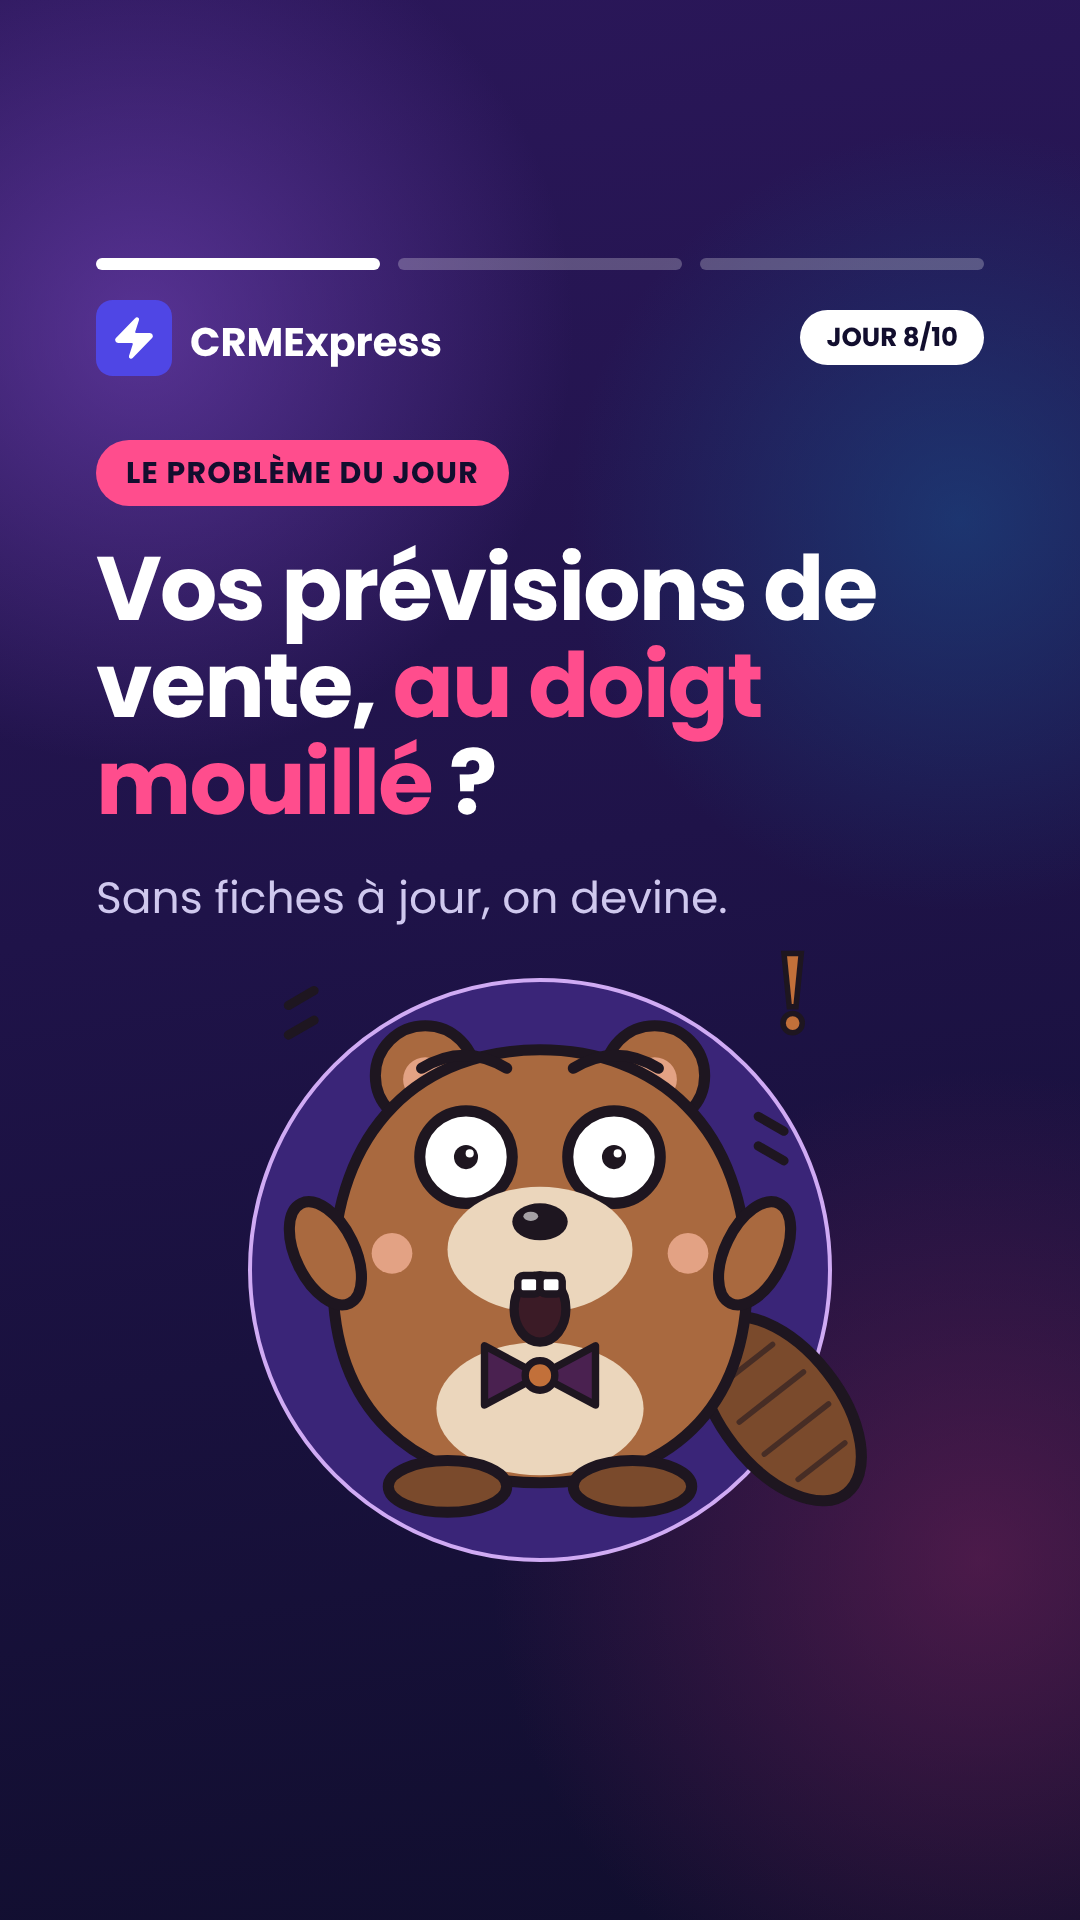 CRMExpress
JOUR 8/10
LE PROBLÈME DU JOUR
Vos prévisions de
vente, au doigt
mouillé ?
Sans fiches à jour, on devine.
!